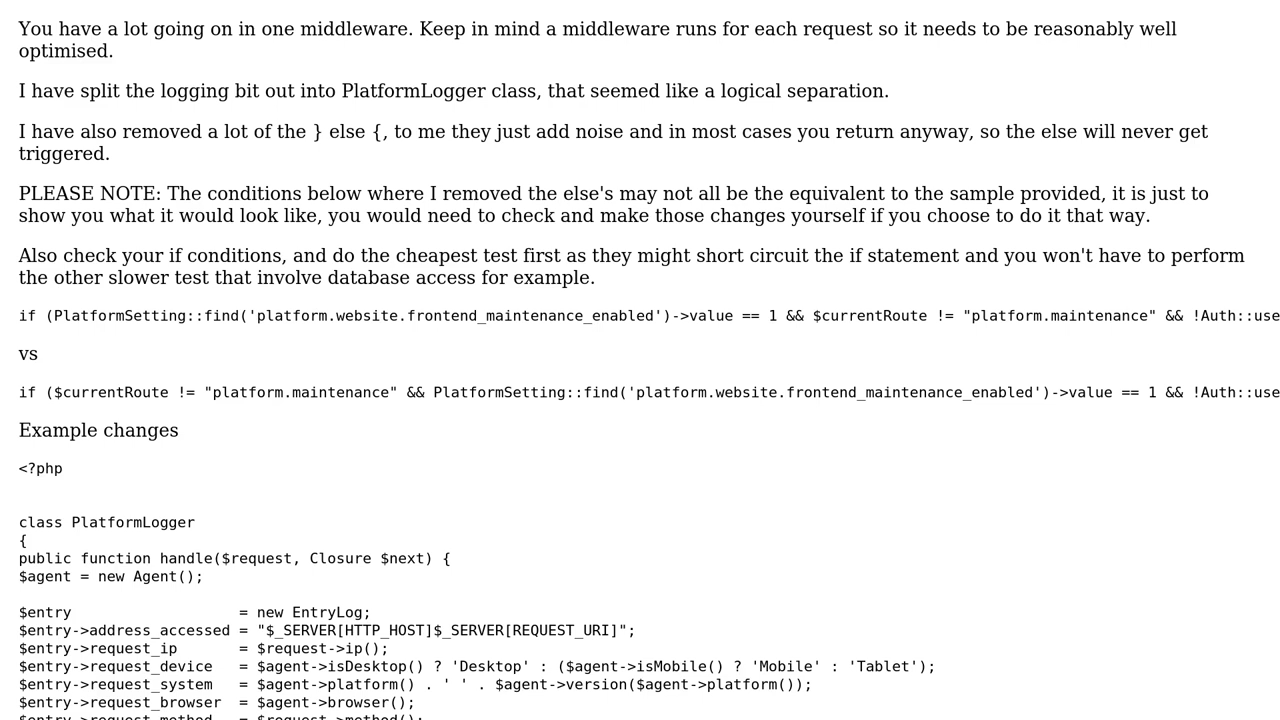 You have a lot going on in one middleware. Keep in mind a middleware runs for each request so it needs to be reasonably well
optimised.
I have split the logging bit out into PlatformLogger class, that seemed like a logical separation.
I have also removed a lot of the } else {, to me they just add noise and in most cases you return anyway, so the else will never get
triggered.
PLEASE NOTE: The conditions below where I removed the else's may not all be the equivalent to the sample provided, it is just to
show you what it would look like, you would need to check and make those changes yourself if you choose to do it that way.
Also check your if conditions, and do the cheapest test first as they might short circuit the if statement and you won't have to perform
the other slower test that involve database access for example.
if (PlatformSetting::find('platform.website.frontend_maintenance_enabled')->value == 1 && $currentRoute != "platform.maintenance" && !Auth::use
vs
if ($currentRoute != "platform.maintenance" && PlatformSetting::find('platform.website.frontend_maintenance_enabled')->value == 1 && !Auth::use
Example changes
<?php
class PlatformLogger
{
public function handle($request, Closure $next) {
$agent = new Agent();
$entry                   = new EntryLog;
$entry->address_accessed = "$_SERVER[HTTP_HOST]$_SERVER[REQUEST_URI]";
$entry->request_ip       = $request->ip();
$entry->request_device   = $agent->isDesktop() ? 'Desktop' : ($agent->isMobile() ? 'Mobile' : 'Tablet');
$entry->request_system   = $agent->platform() . ' ' . $agent->version($agent->platform());
$entry->request_browser  = $agent->browser();
$entry->request_method   = $request->method();